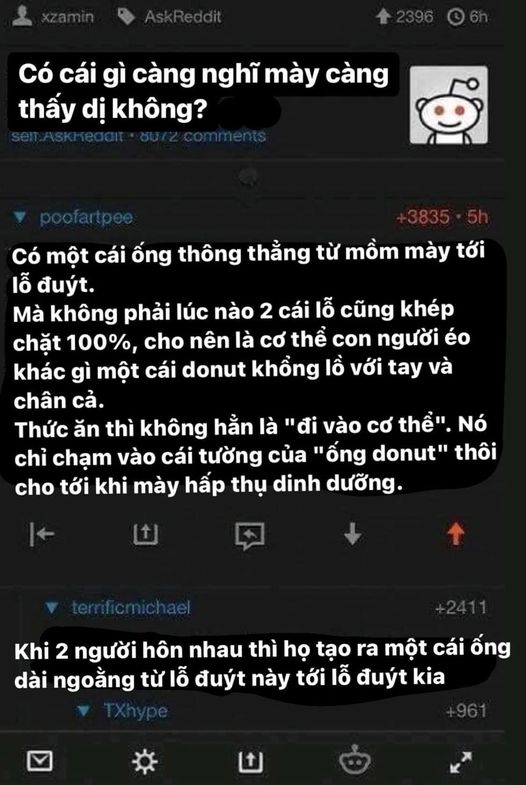 xzamin AskReddit 2396 6h
Có cái gì càng nghĩ mày càng
thấy dị không?
self.AskReddit • 8072 comments
poofartpee +3835 • 5h
Có một cái ống thông thẳng từ mồm mày tới
lỗ đuýt.
Mà không phải lúc nào 2 cái lỗ cũng khép
chặt 100%, cho nên là cơ thể con người éo
khác gì một cái donut khổng lồ với tay và
chân cả.
Thức ăn thì không hẳn là "đi vào cơ thể". Nó
chỉ chạm vào cái tường của "ống donut" thôi
cho tới khi mày hấp thụ dinh dưỡng.
terrificmichael +2411
Khi 2 người hôn nhau thì họ tạo ra một cái ống
dài ngoằng từ lỗ đuýt này tới lỗ đuýt kia
TXhype +961